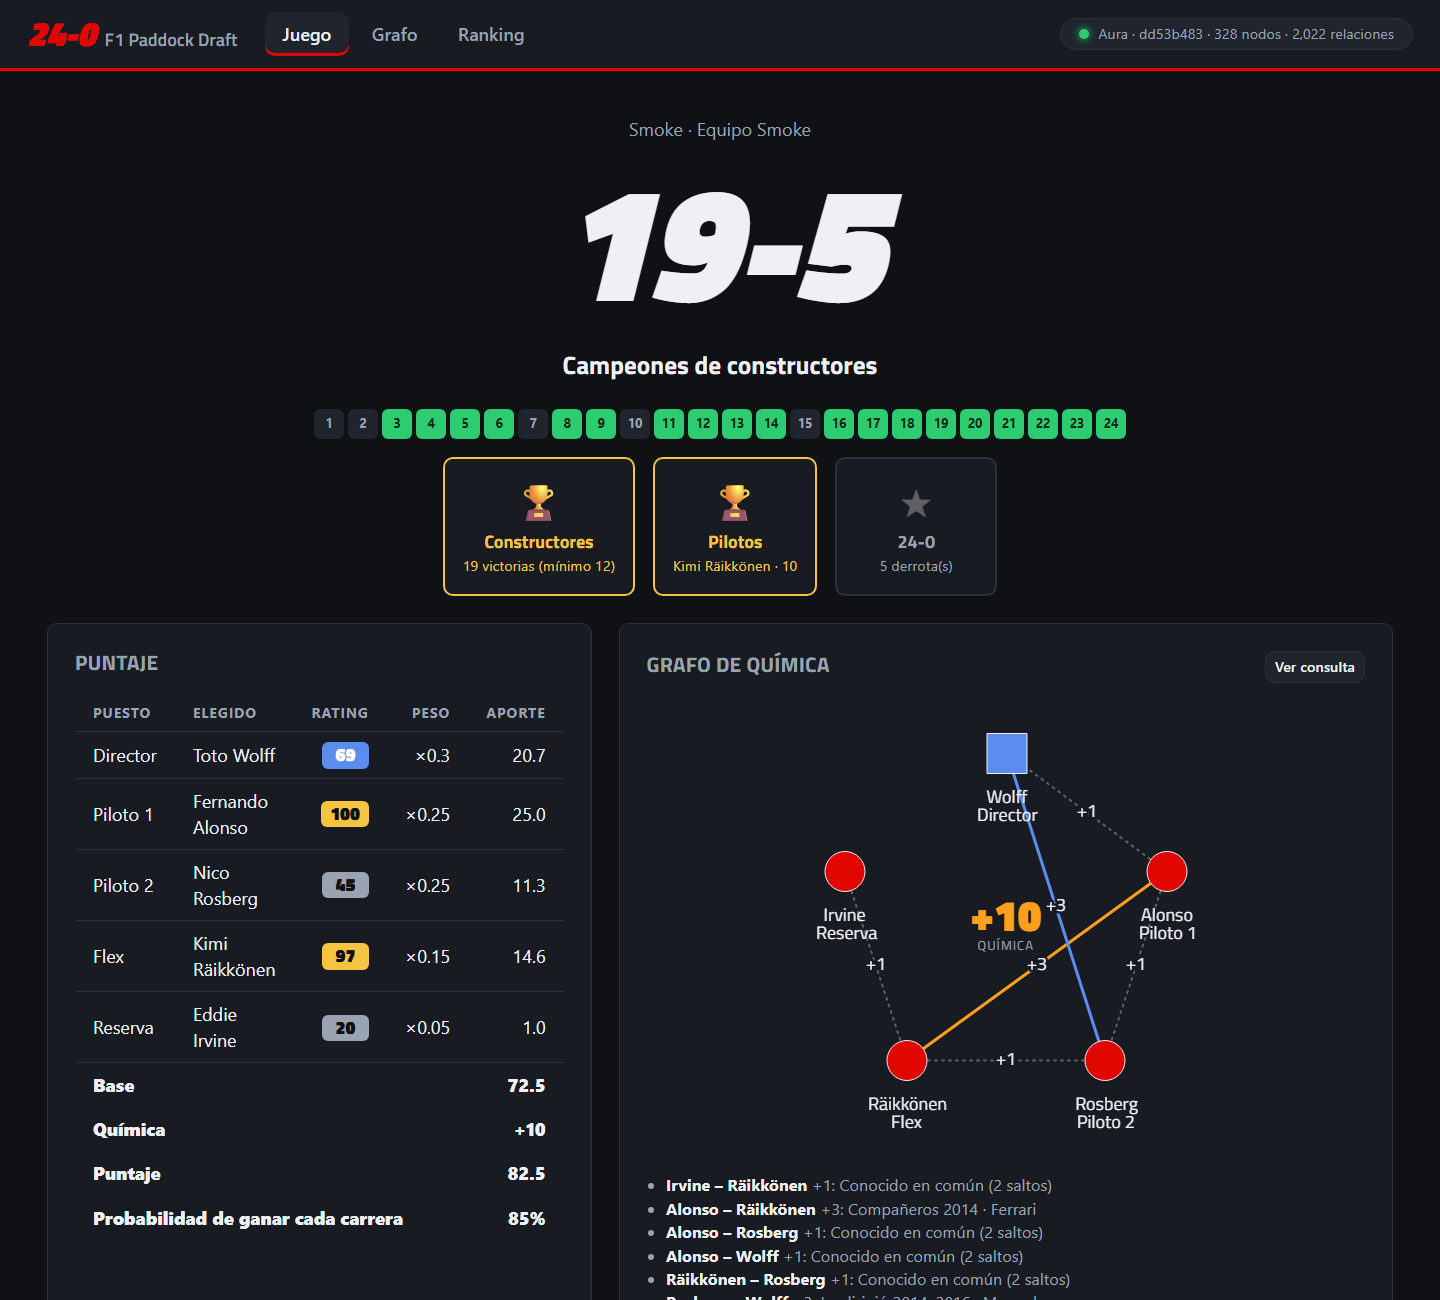 24-0 F1 Paddock Draft Juego Grafo Ranking Aura · dd53b483 · 328 nodos · 2,022 relaciones
Smoke · Equipo Smoke
19-5
Campeones de constructores
1 2 3 4 5 6 7 8 9 10 11 12 13 14 15 16 17 18 19 20 21 22 23 24
Constructores
19 victorias (mínimo 12)
Pilotos
Kimi Räikkönen · 10
24-0
5 derrota(s)
PUNTAJE
PUESTO ELEGIDO RATING PESO APORTE
Director Toto Wolff 69 ×0.3 20.7
Piloto 1 Fernando Alonso 100 ×0.25 25.0
Piloto 2 Nico Rosberg 45 ×0.25 11.3
Flex Kimi Räikkönen 97 ×0.15 14.6
Reserva Eddie Irvine 20 ×0.05 1.0
Base 72.5
Química +10
Puntaje 82.5
Probabilidad de ganar cada carrera 85%
GRAFO DE QUÍMICA
Ver consulta
Wolff
Director
+1
Irvine
Reserva
Alonso
Piloto 1
+10
QUÍMICA
+3
+3
+1
+1
+1
Räikkönen
Flex
Rosberg
Piloto 2
Irvine – Räikkönen +1: Conocido en común (2 saltos)
Alonso – Räikkönen +3: Compañeros 2014 · Ferrari
Alonso – Rosberg +1: Conocido en común (2 saltos)
Alonso – Wolff +1: Conocido en común (2 saltos)
Räikkönen – Rosberg +1: Conocido en común (2 saltos)